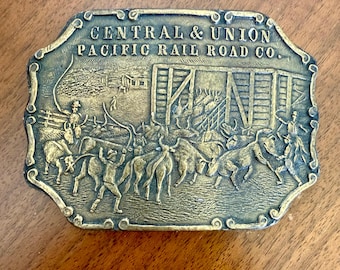 CENTRAL & UNION
PACIFIC RAIL ROAD CO.